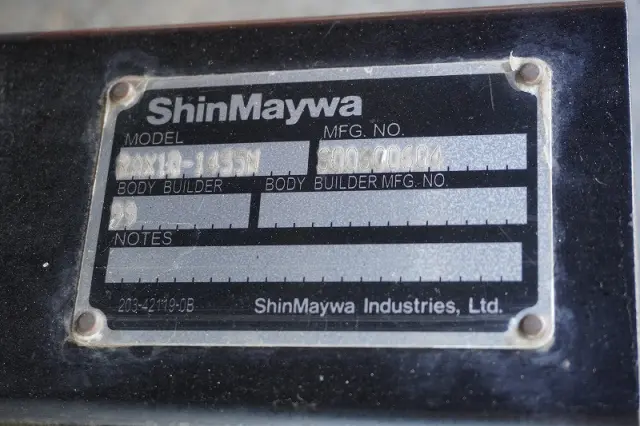 ShinMaywa
MODEL MFG. NO.
BODY BUILDER BODY BUILDER MFG. NO.
NOTES
203-42119-0B ShinMaywa Industries, Ltd.